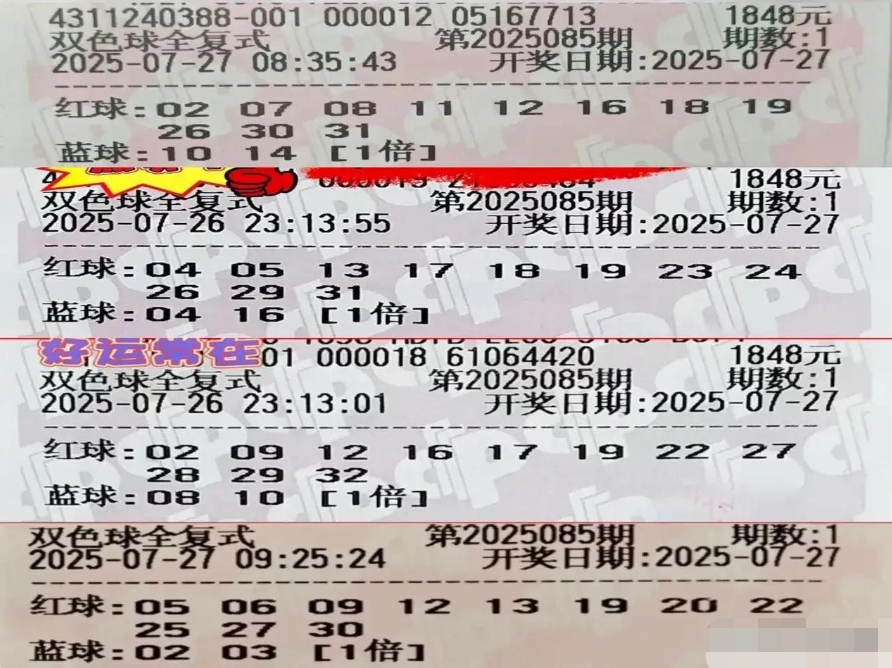 4311240388-001 000012 05167713 1848元
双色球全复式 第2025085期 期数:1
2025-07-27 08:35:43 开奖日期:2025-07-27
红球:02 07 08 11 12 16 18 19
26 30 31
蓝球:10 14 [1倍]
1848元
双色球全复式 第2025085期 期数:1
2025-07-26 23:13:55 开奖日期:2025-07-27
红球:04 05 13 17 18 19 23 24
26 29 31
蓝球:04 16 [1倍]
好运常在 01 000018 61064420 1848元
双色球全复式 第2025085期 期数:1
2025-07-26 23:13:01 开奖日期:2025-07-27
红球:02 09 12 16 17 19 22 27
28 29 32
蓝球:08 10 [1倍]
双色球全复式 第2025085期 期数:1
2025-07-27 09:25:24 开奖日期:2025-07-27
红球:05 06 09 12 13 19 20 22
25 27 30
蓝球:02 03 [1倍]